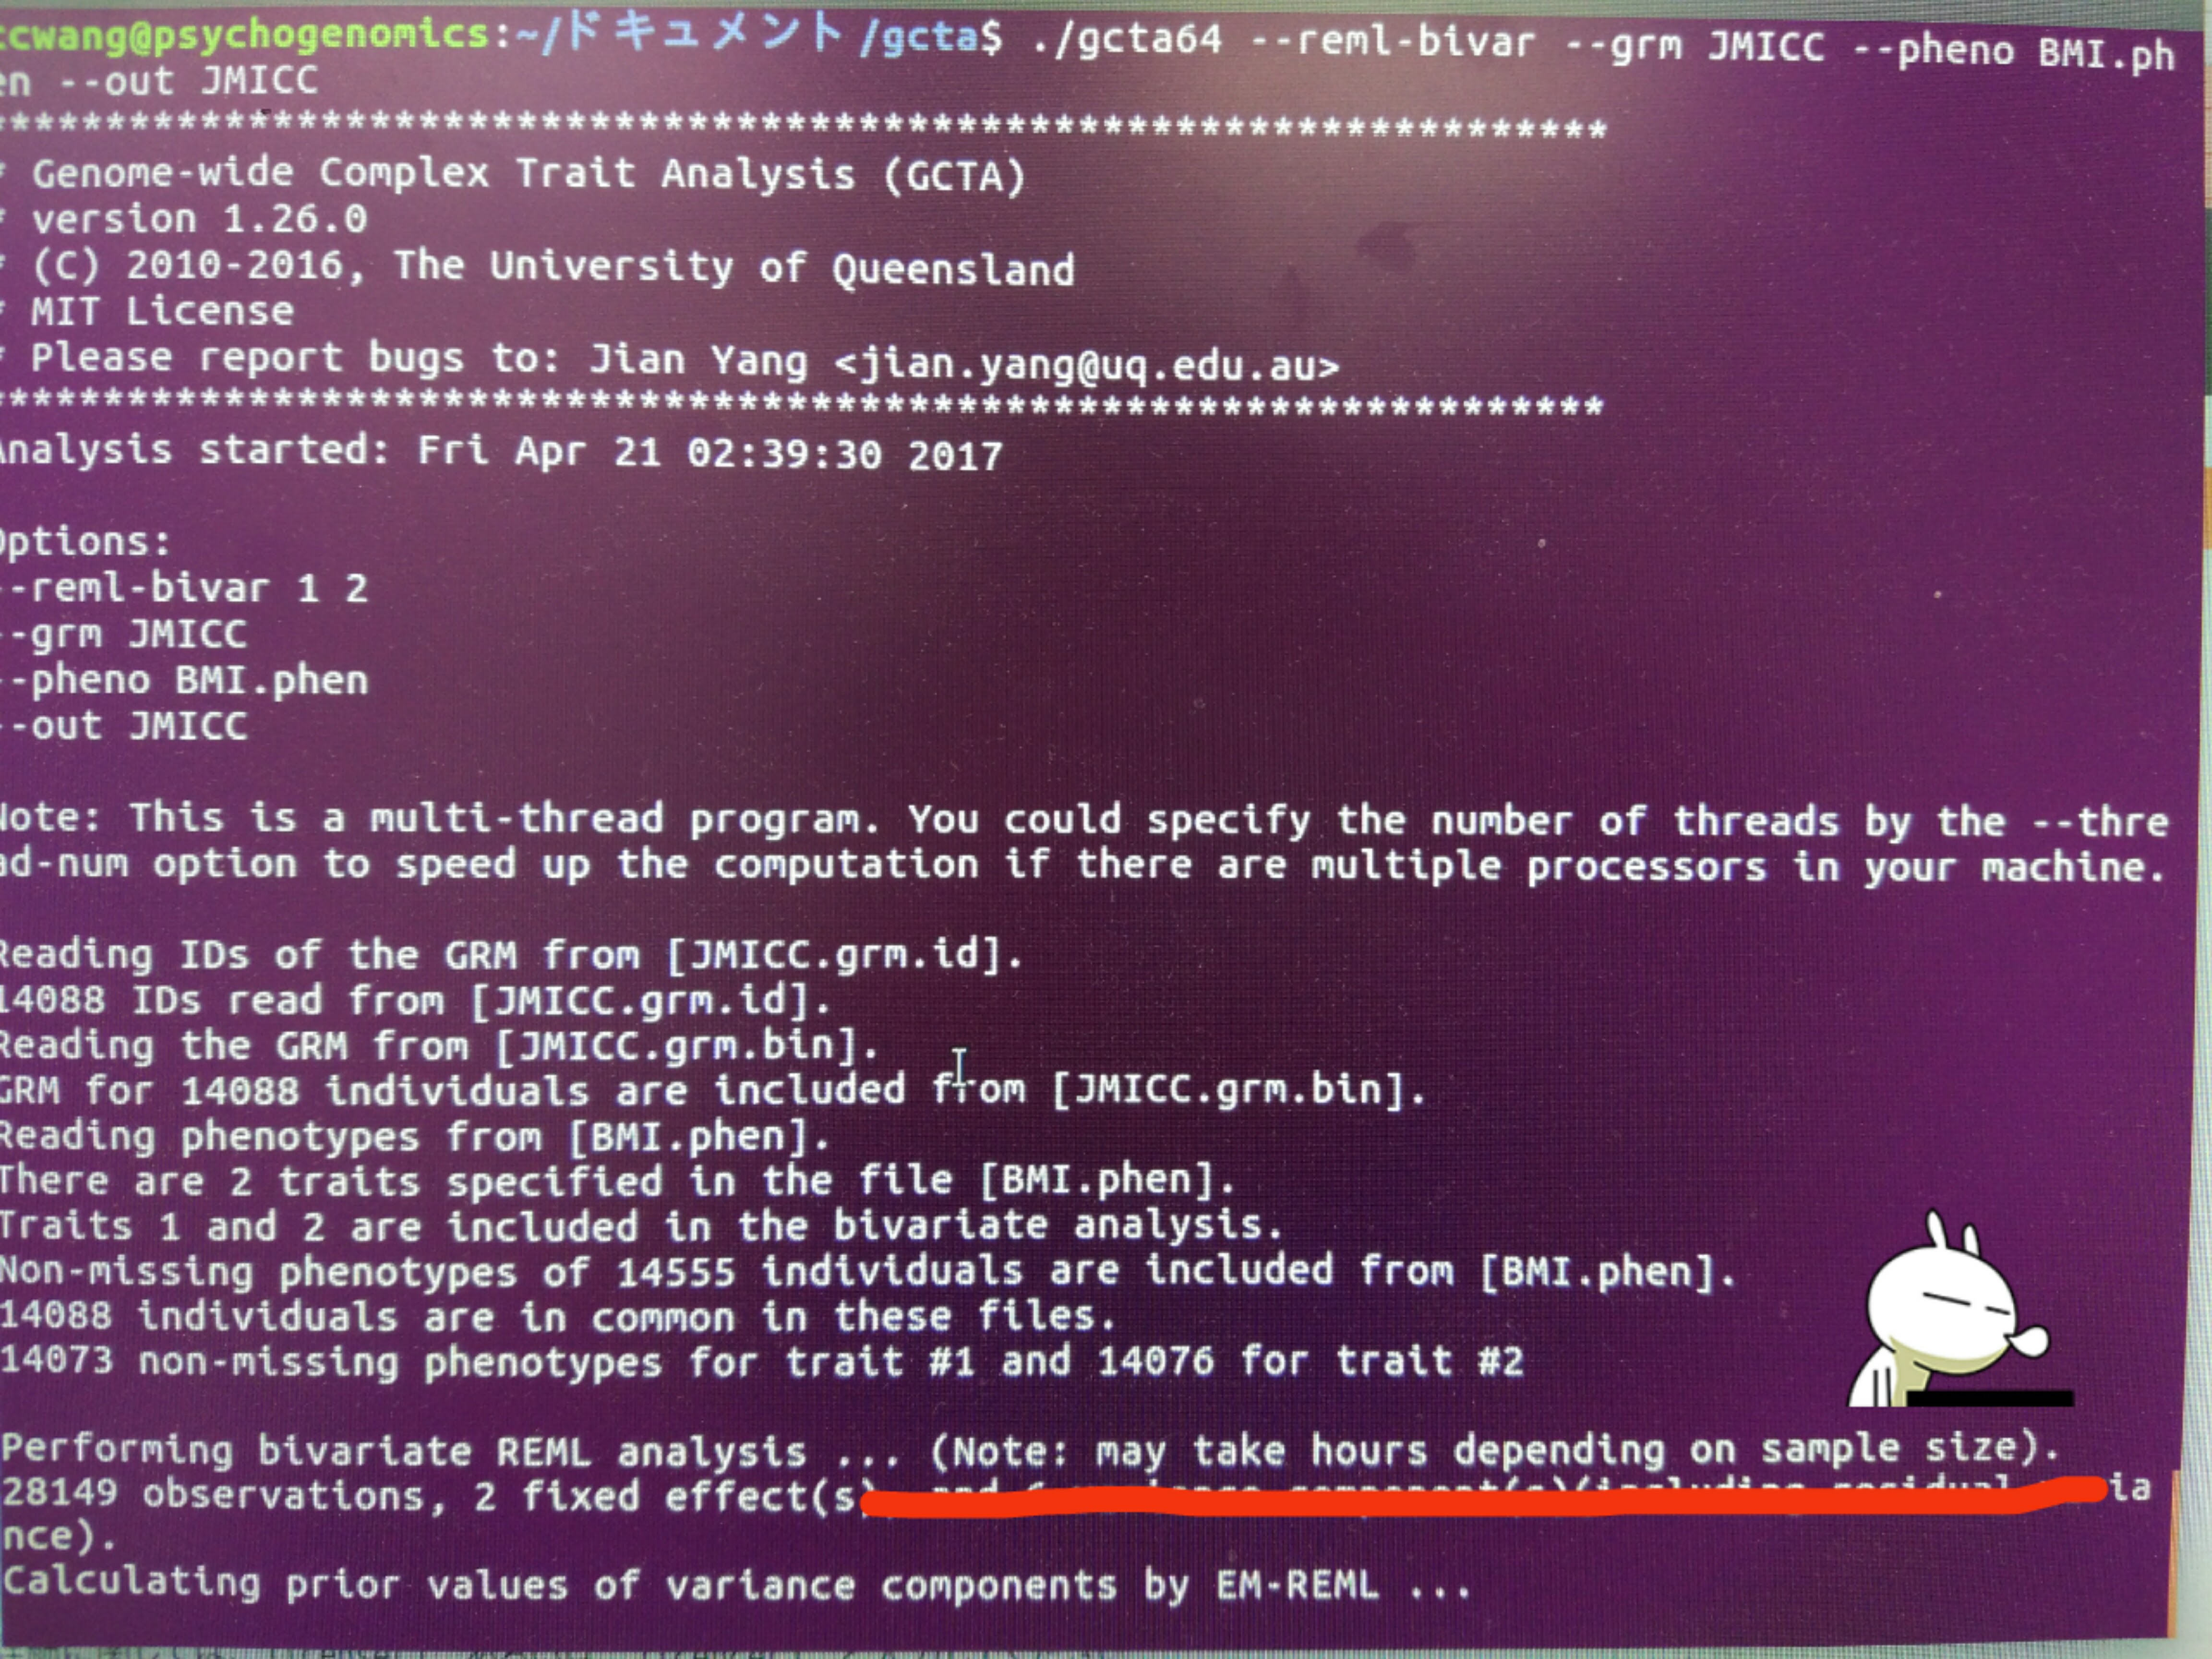 ccwang@psychogenomics:~/ドキュメント/gcta$ ./gcta64 --reml-bivar --grm JMICC --pheno BMI.ph
en --out JMICC
*******************************************************************
* Genome-wide Complex Trait Analysis (GCTA)
* version 1.26.0
* (C) 2010-2016, The University of Queensland
* MIT License
* Please report bugs to: Jian Yang <jian.yang@uq.edu.au>
*******************************************************************
Analysis started: Fri Apr 21 02:39:30 2017
Options:
--reml-bivar 1 2
--grm JMICC
--pheno BMI.phen
--out JMICC
Note: This is a multi-thread program. You could specify the number of threads by the --thre
ad-num option to speed up the computation if there are multiple processors in your machine.
Reading IDs of the GRM from [JMICC.grm.id].
14088 IDs read from [JMICC.grm.id].
Reading the GRM from [JMICC.grm.bin].
GRM for 14088 individuals are included from [JMICC.grm.bin].
Reading phenotypes from [BMI.phen].
There are 2 traits specified in the file [BMI.phen].
Traits 1 and 2 are included in the bivariate analysis.
Non-missing phenotypes of 14555 individuals are included from [BMI.phen].
14088 individuals are in common in these files.
14073 non-missing phenotypes for trait #1 and 14076 for trait #2
Performing bivariate REML analysis ... (Note: may take hours depending on sample size).
28149 observations, 2 fixed effect(s) ia
nce).
Calculating prior values of variance components by EM-REML ...